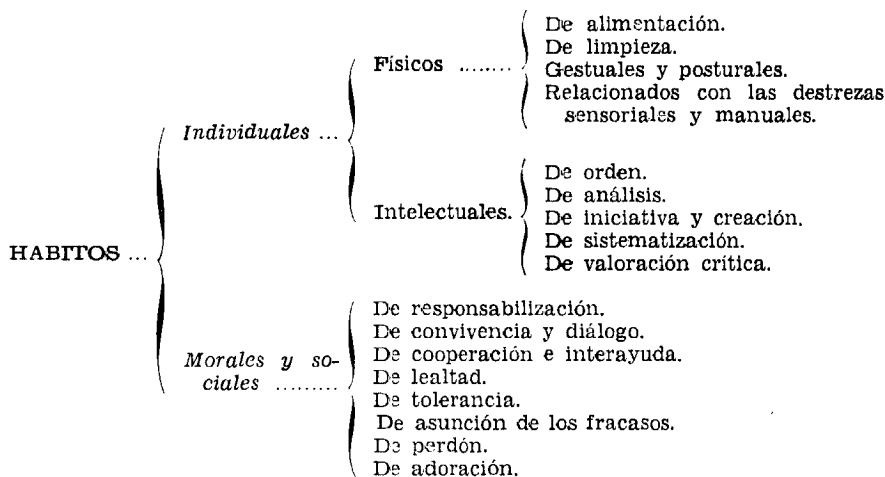 HABITOS ...
Individuales ...
Físicos ........
De alimentación.
De limpieza.
Gestuales y posturales.
Relacionados con las destrezas
sensoriales y manuales.
Intelectuales.
De orden.
De análisis.
De iniciativa y creación.
De sistematización.
De valoración crítica.
Morales y so-
ciales .........
De responsabilización.
De convivencia y diálogo.
De cooperación e interayuda.
De lealtad.
De tolerancia.
De asunción de los fracasos.
De perdón.
De adoración.